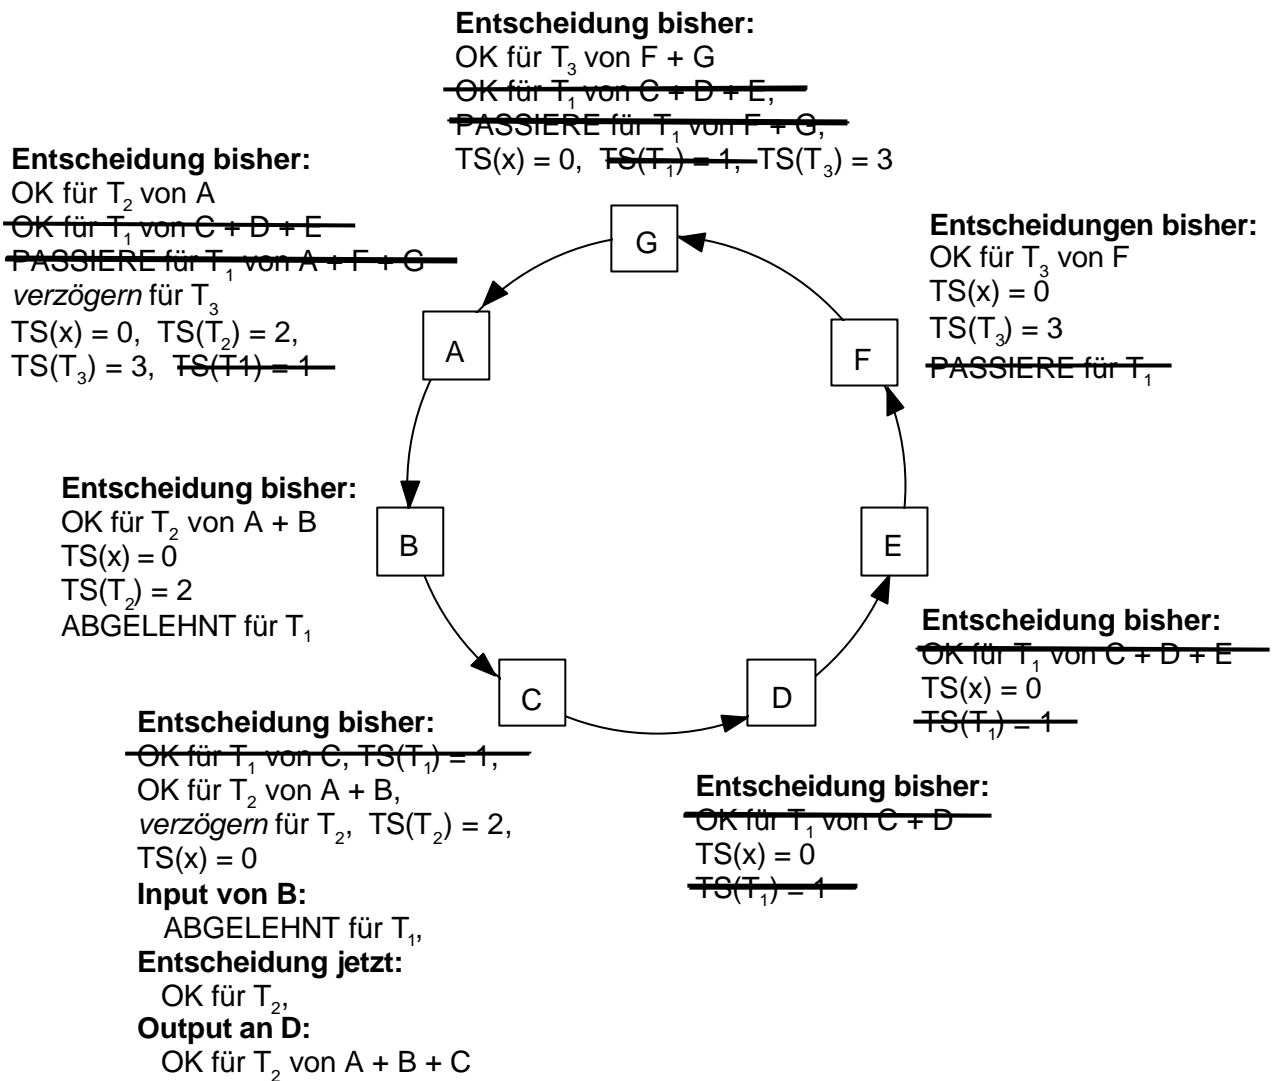 Entscheidung bisher:
OK für T3 von F + G
OK für T1 von C + D + E,
PASSIERE für T1 von F + G,
TS(x) = 0, TS(T1) = 1, TS(T3) = 3
Entscheidung bisher:
OK für T2 von A
OK für T1 von C + D + E
PASSIERE für T1 von A + F + G
verzögern für T3
TS(x) = 0, TS(T2) = 2,
TS(T3) = 3, TS(T1) = 1
Entscheidungen bisher:
OK für T3 von F
TS(x) = 0
TS(T3) = 3
PASSIERE für T1
G
A
F
B
E
C
D
Entscheidung bisher:
OK für T2 von A + B
TS(x) = 0
TS(T2) = 2
ABGELEHNT für T1
Entscheidung bisher:
OK für T1 von C + D + E
TS(x) = 0
TS(T1) = 1
Entscheidung bisher:
OK für T1 von C, TS(T1) = 1,
OK für T2 von A + B,
verzögern für T2, TS(T2) = 2,
TS(x) = 0
Input von B:
ABGELEHNT für T1,
Entscheidung jetzt:
OK für T2,
Output an D:
OK für T2 von A + B + C
Entscheidung bisher:
OK für T1 von C + D
TS(x) = 0
TS(T1) = 1